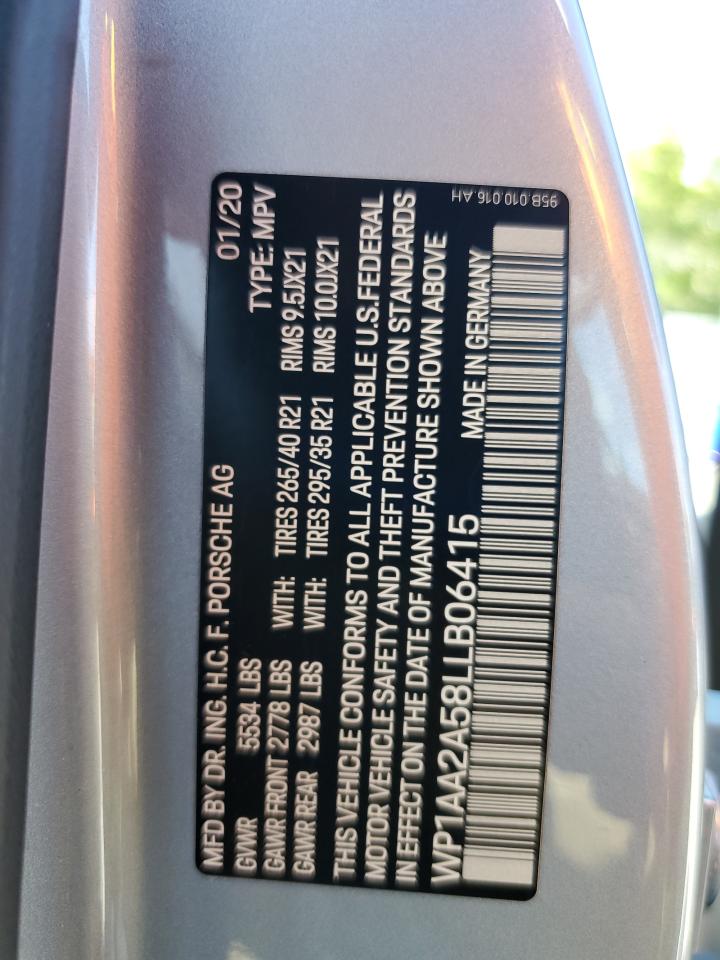 MFD BY DR. ING. H.C. F. PORSCHE AG 01/20
GVWR 5534 LBS TYPE: MPV
GAWR FRONT 2778 LBS WITH: TIRES 265/40 R21 RIMS 9.5JX21
GAWR REAR 2987 LBS WITH: TIRES 295/35 R21 RIMS 10.0JX21
THIS VEHICLE CONFORMS TO ALL APPLICABLE U.S.FEDERAL
MOTOR VEHICLE SAFETY AND THEFT PREVENTION STANDARDS
IN EFFECT ON THE DATE OF MANUFACTURE SHOWN ABOVE
WP1AA2A58LLB06415 MADE IN GERMANY
95B.010.016.AH